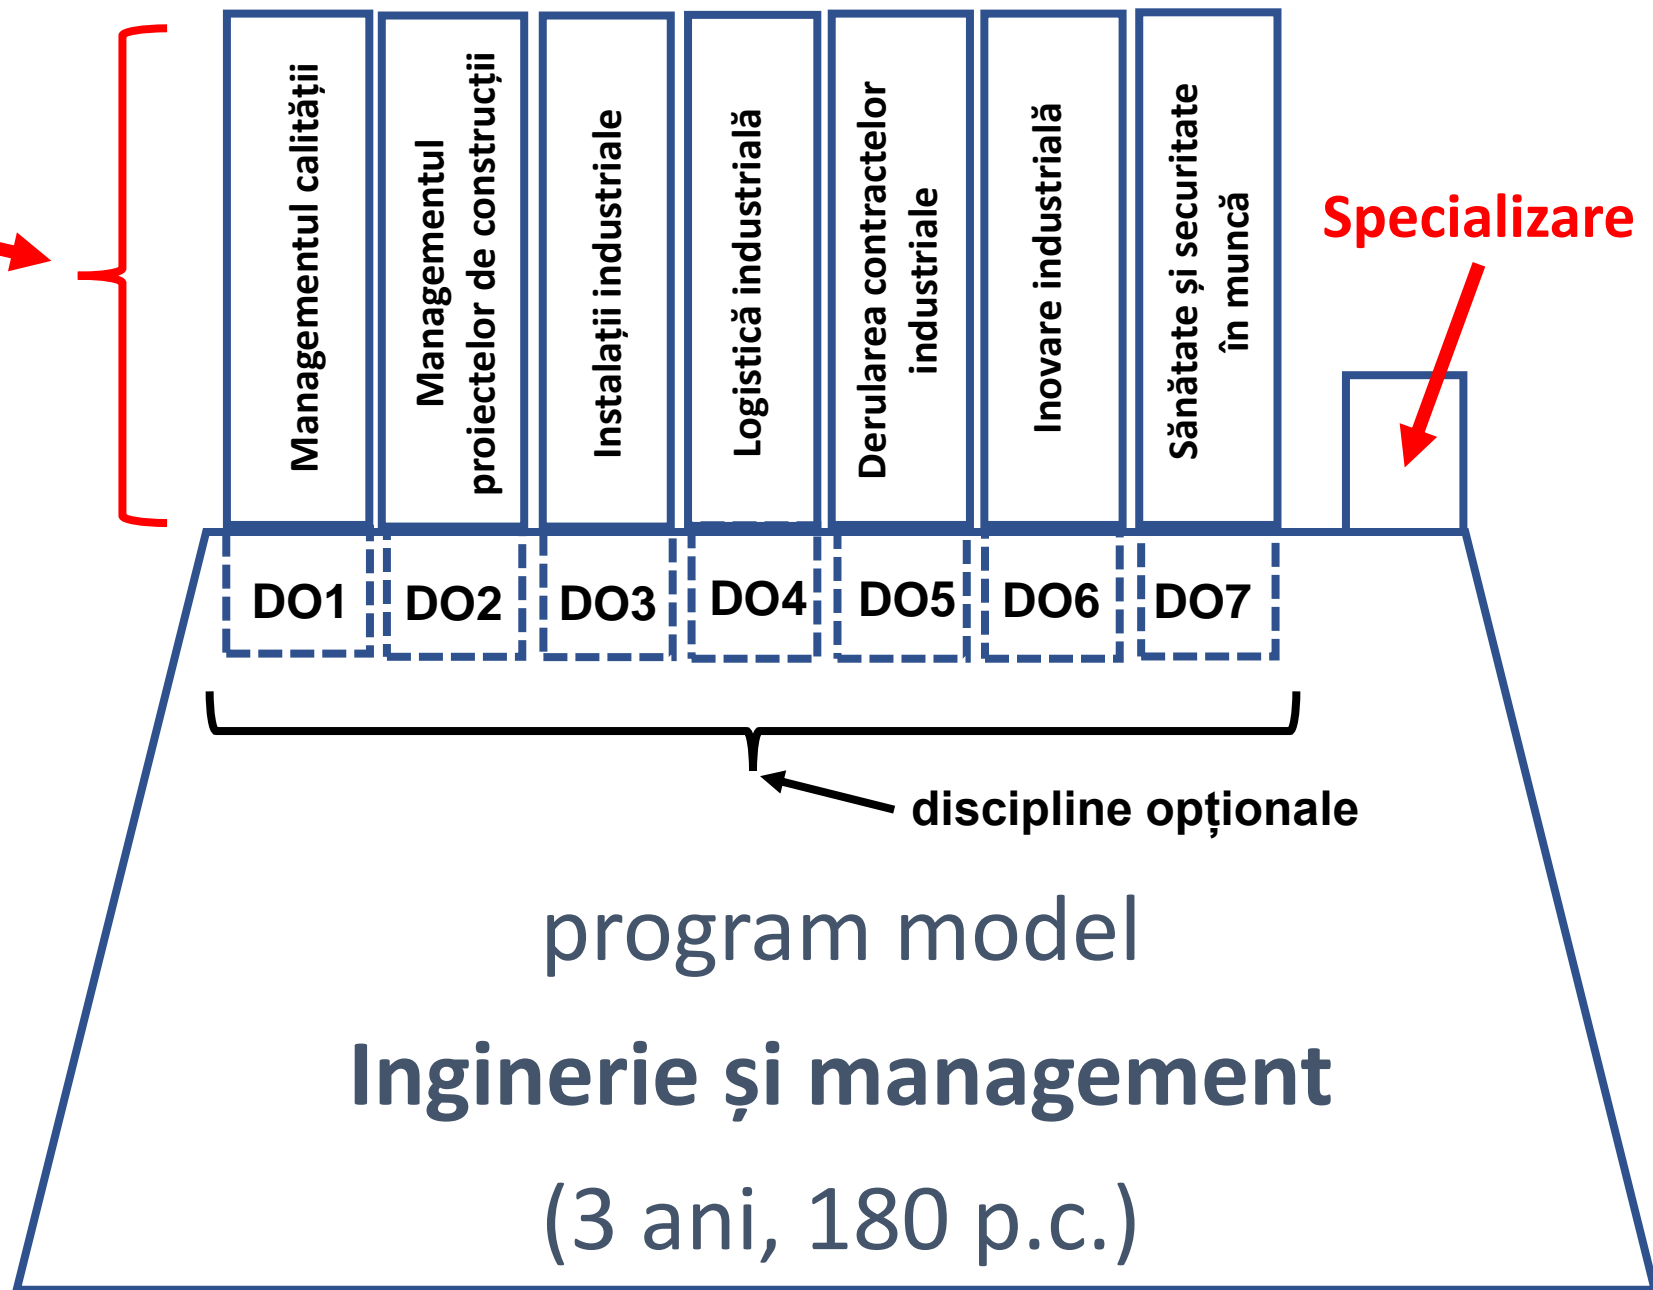 Managementul calității
Managementul
proiectelor de construcții
Instalații industriale
Logistică industrială
Derularea contractelor
industriale
Inovare industrială
Sănătate și securitate
în muncă
Specializare
DO1
DO2
DO3
DO4
DO5
DO6
DO7
discipline opționale
program model
Inginerie și management
(3 ani, 180 p.c.)